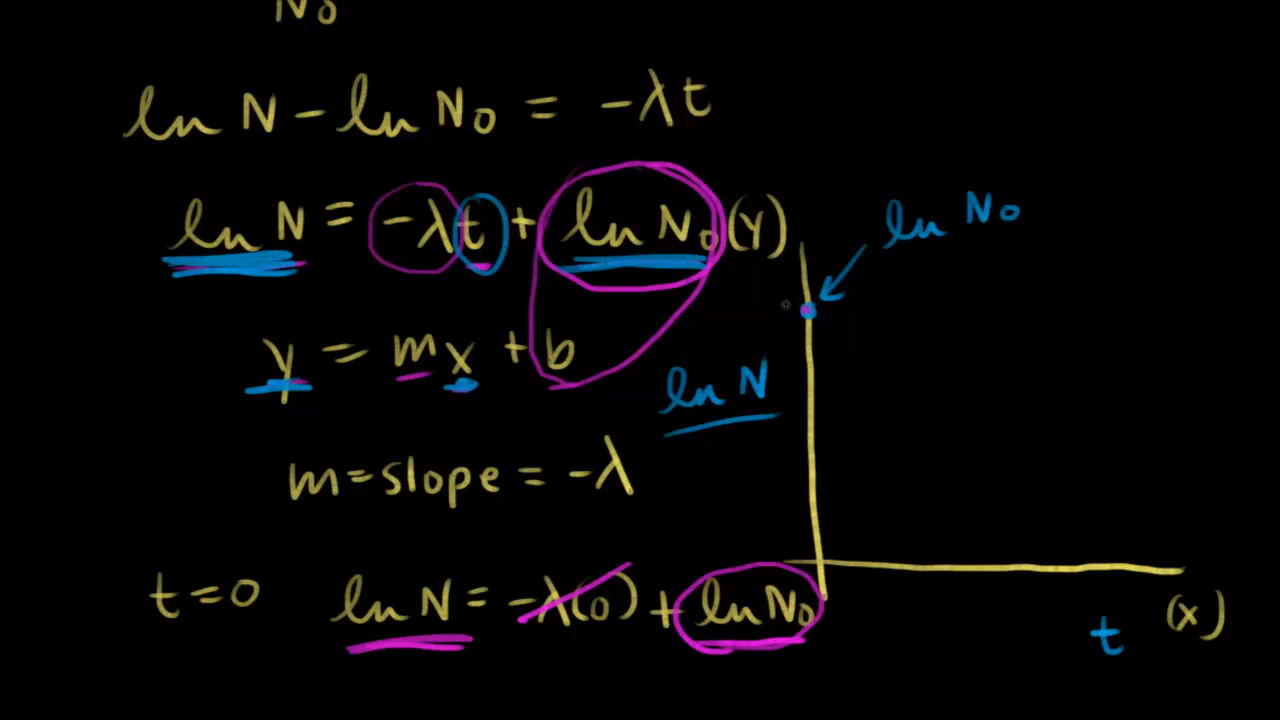 N₀
ln N - ln N₀ = -λt
ln N = -λt + ln N₀
(y)
ln N₀
y = mx + b
ln N
m = slope = -λ
t = 0
ln N = -λ(0) + ln N₀
t
(x)